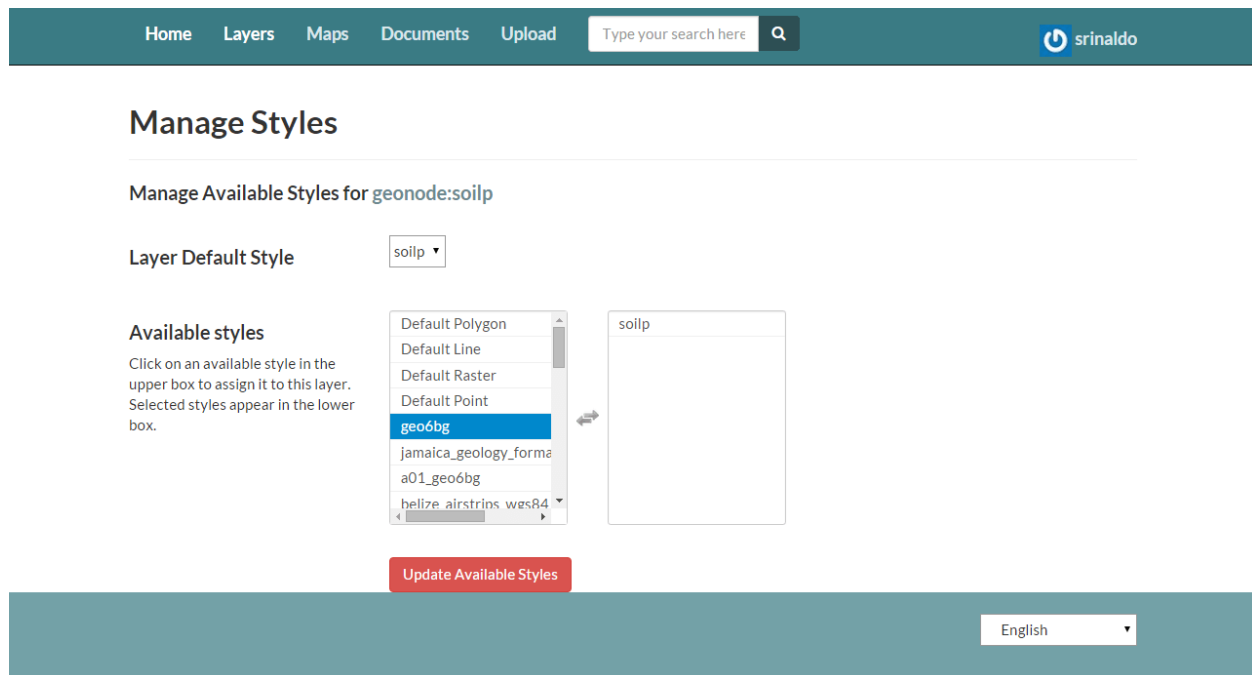 Home Layers Maps Documents Upload Type your search here srinaldo
Manage Styles
Manage Available Styles for geonode:soilp
Layer Default Style soilp
Available styles
Click on an available style in the
upper box to assign it to this layer.
Selected styles appear in the lower
box.
Default Polygon
Default Line
Default Raster
Default Point
geo6bg
jamaica_geology_forma
a01_geo6bg
belize_airstrips_wgs84
soilp
Update Available Styles
English